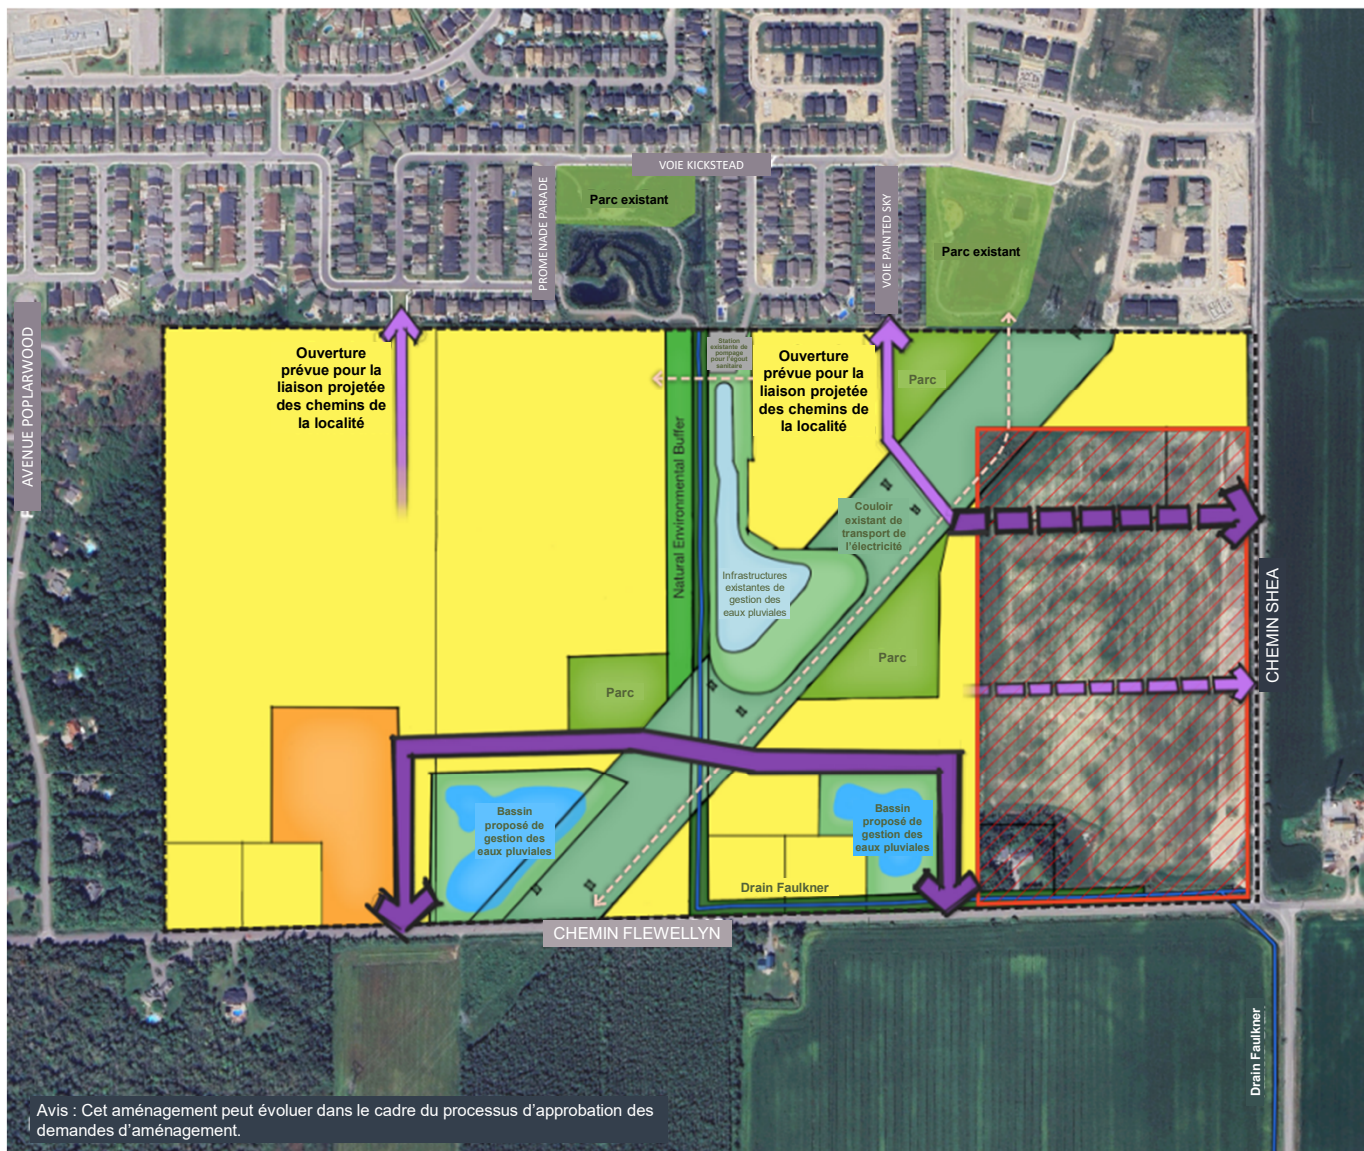 VOIE KICKSTEAD
Parc existant
PROMENADE PARADE
VOIE PAINTED SKY
Parc existant
AVENUE POPLARWOOD
Ouverture
prévue pour la
liaison projetée
des chemins de
la localité
Station
existante de
pompage
pour l'égout
sanitaire
Ouverture
prévue pour la
liaison projetée
des chemins de
la localité
Parc
Natural Environmental Buffer
Couloir
existant de
transport de
l'électricité
Infrastructures
existantes de
gestion des
eaux pluviales
CHEMIN SHEA
Parc
Parc
Bassin
proposé de
gestion des
eaux pluviales
Bassin
proposé de
gestion des
eaux pluviales
Drain Faulkner
CHEMIN FLEWELLYN
Drain Faulkner
Avis : Cet aménagement peut évoluer dans le cadre du processus d'approbation des
demandes d'aménagement.